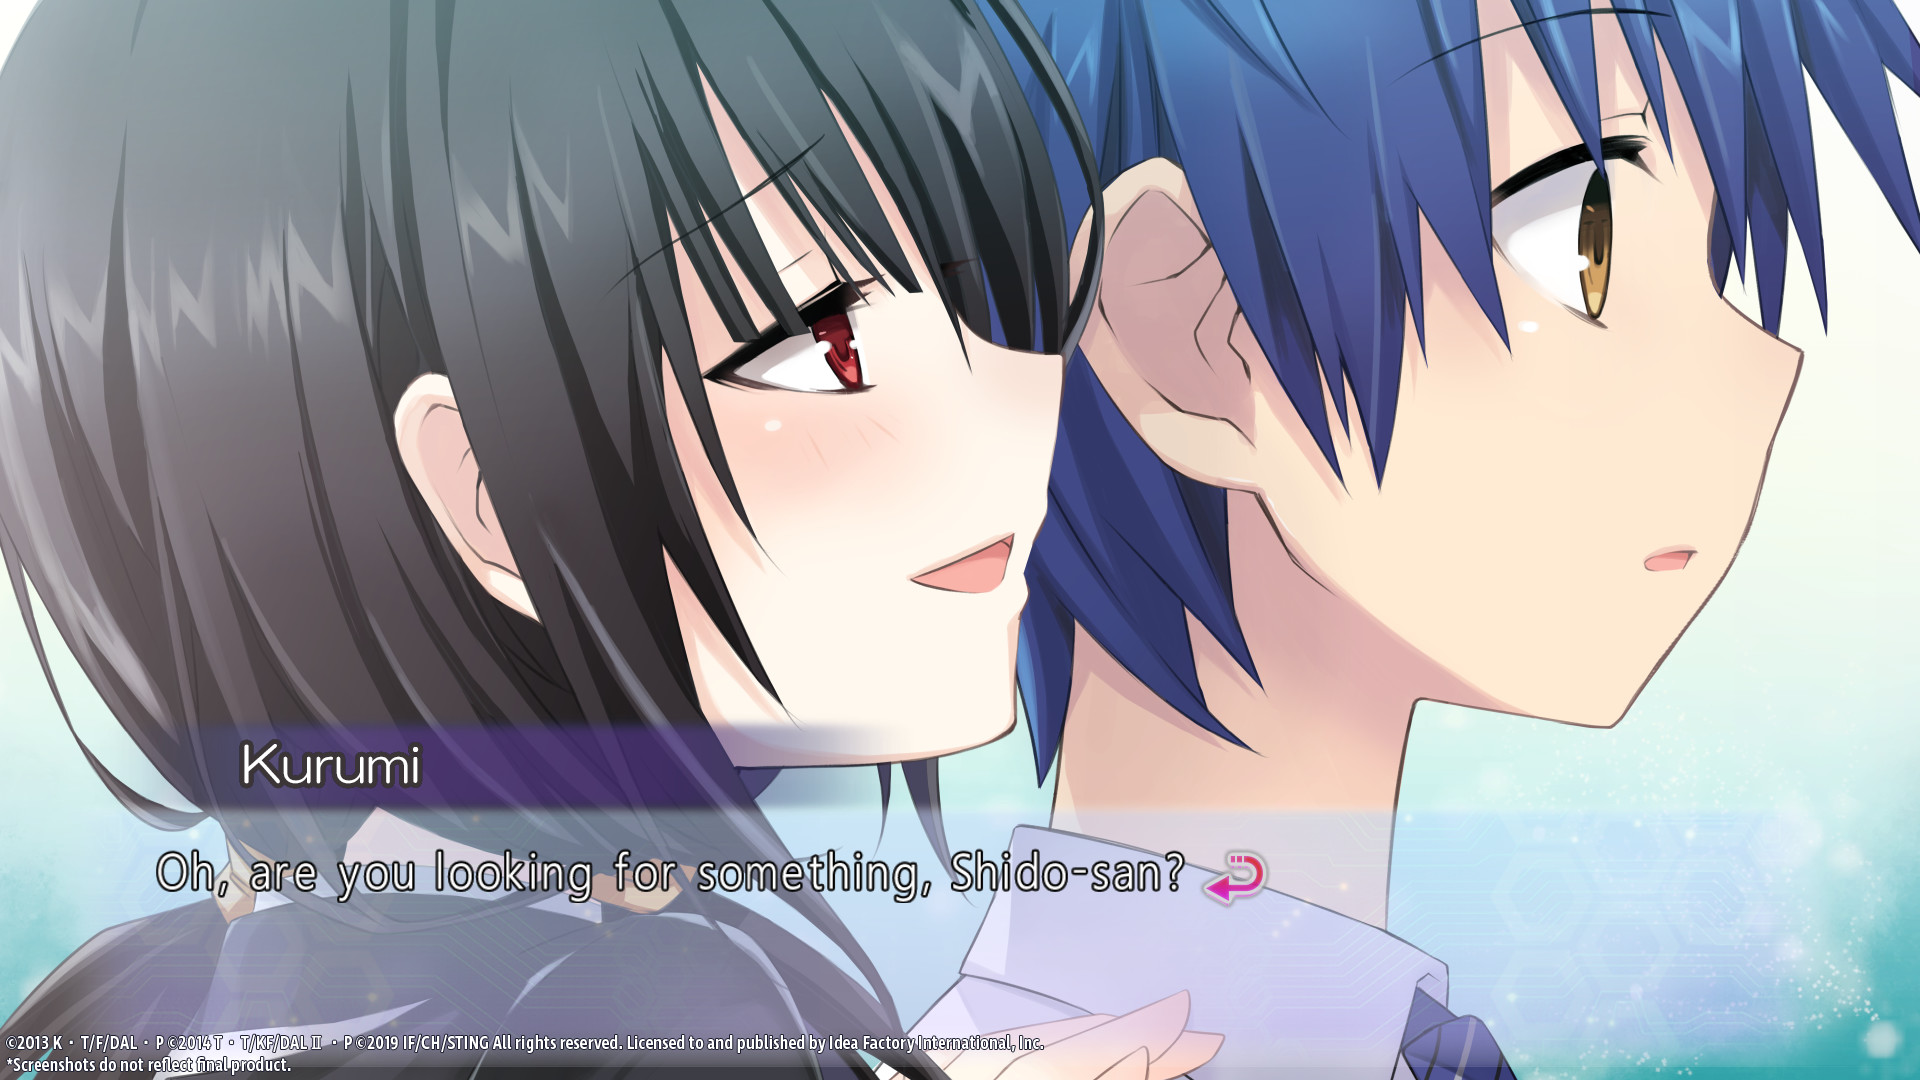 Kurumi
Oh, are you looking for something, Shido-san?
©2013 K・T/F/DAL・P ©2014 T・T/KF/DAL Ⅱ・P ©2019 IF/CH/STING All rights reserved. Licensed to and published by Idea Factory International, Inc.
*Screenshots do not reflect final product.